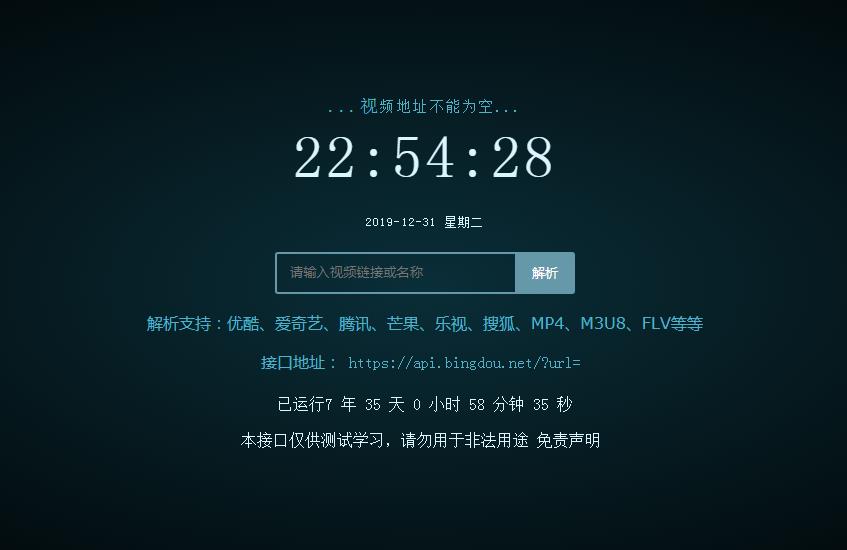 ...视频地址不能为空...
22:54:28
2019-12-31 星期二
请输入视频链接或名称 解析
解析支持：优酷、爱奇艺、腾讯、芒果、乐视、搜狐、MP4、M3U8、FLV等等
接口地址： https://api.bingdou.net/?url=
已运行7 年 35 天 0 小时 58 分钟 35 秒
本接口仅供测试学习，请勿用于非法用途 免责声明